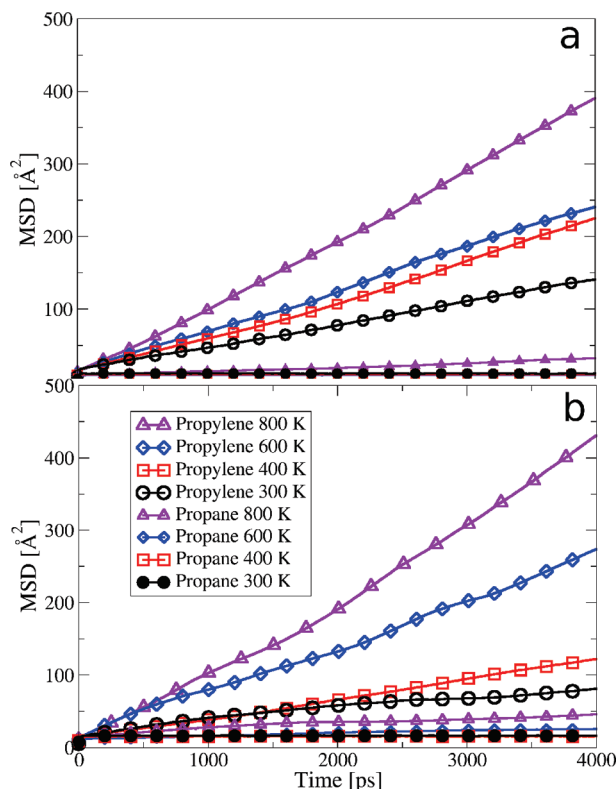 a
500
400
300
200
100
MSD [Å²]
b
500
400
300
200
100
0
MSD [Å²]
Propylene 800 K
Propylene 600 K
Propylene 400 K
Propylene 300 K
Propane 800 K
Propane 600 K
Propane 400 K
Propane 300 K
0 1000 2000 3000 4000
Time [ps]